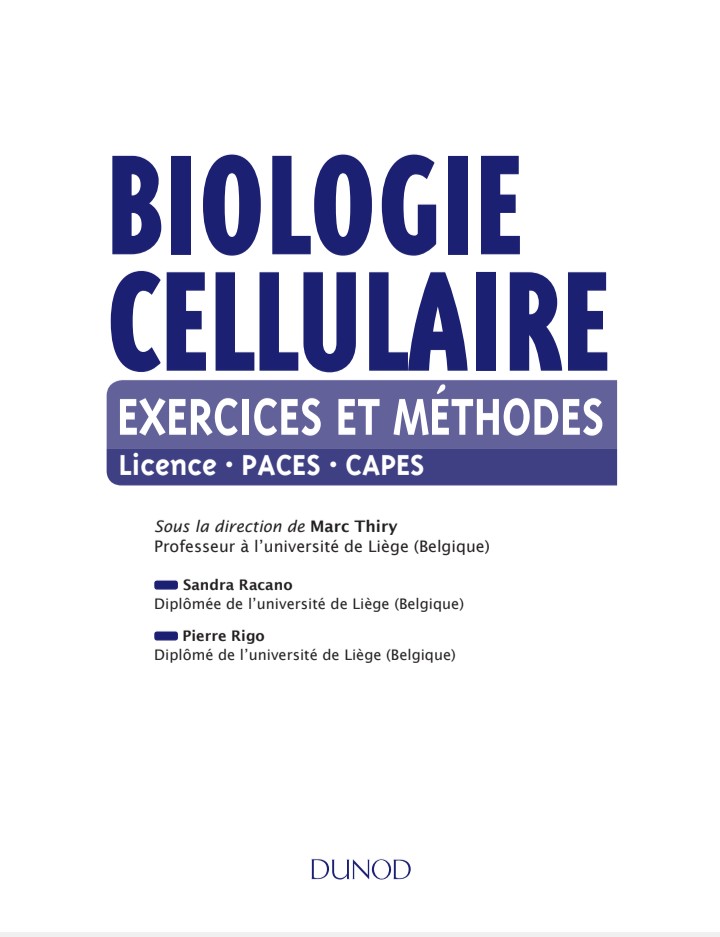 BIOLOGIE
CELLULAIRE
EXERCICES ET MÉTHODES
Licence • PACES • CAPES
Sous la direction de Marc Thiry
Professeur à l’université de Liège (Belgique)
Sandra Racano
Diplômée de l’université de Liège (Belgique)
Pierre Rigo
Diplômé de l’université de Liège (Belgique)
DUNOD